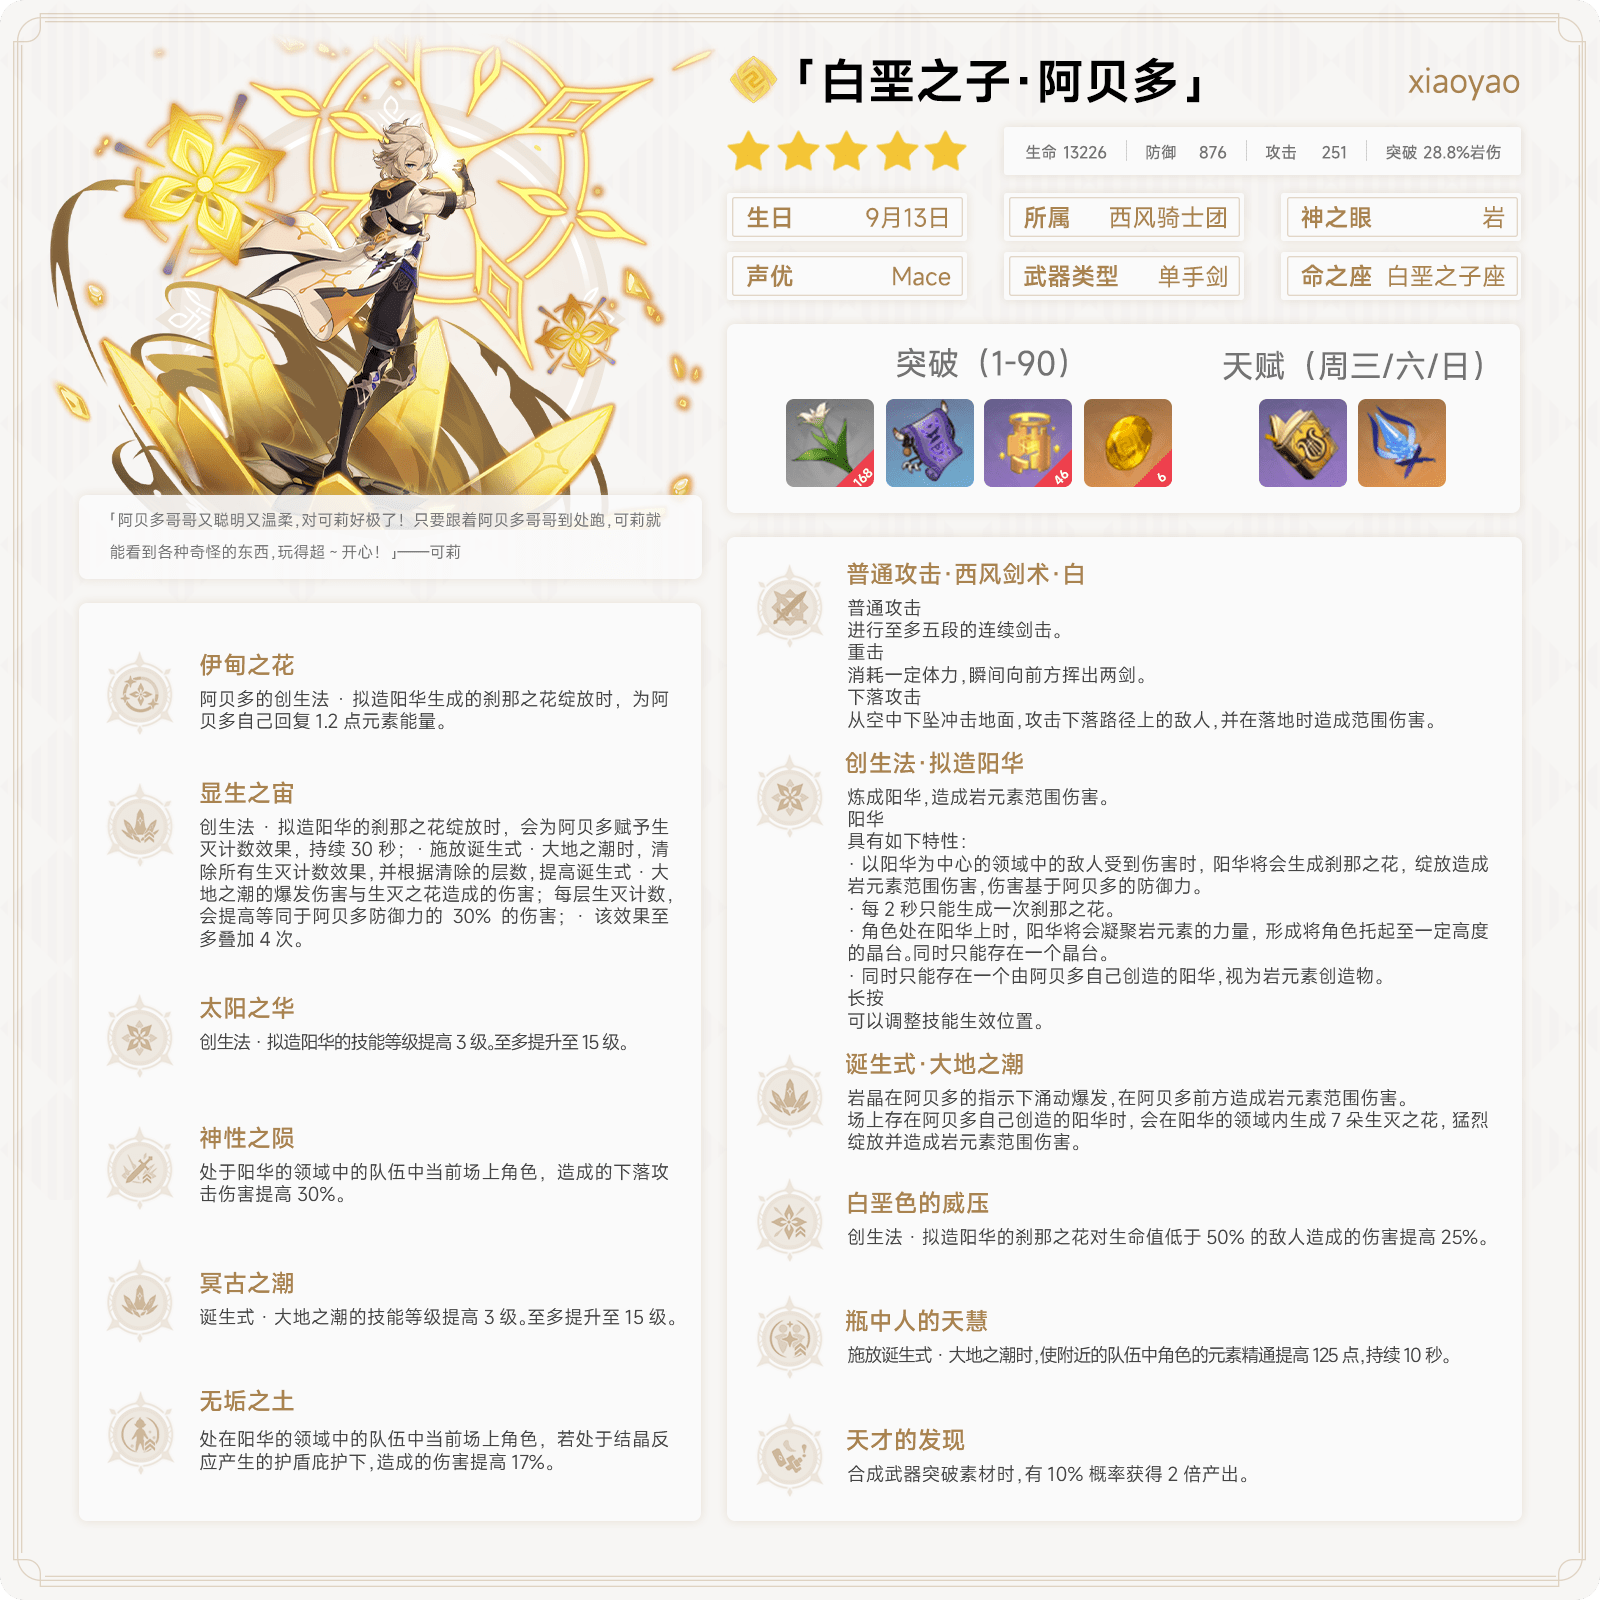 「白垩之子·阿贝多」
xiaoyao
生命 13226 防御 876 攻击 251 突破 28.8%岩伤
生日 9月13日
所属 西风骑士团
神之眼 岩
声优 Mace
武器类型 单手剑
命之座 白垩之子座
突破（1-90）
168
46
6
天赋（周三/六/日）
「阿贝多哥哥又聪明又温柔,对可莉好极了！只要跟着阿贝多哥哥到处跑,可莉就
能看到各种奇怪的东西,玩得超 ~ 开心！」——可莉
伊甸之花
阿贝多的创生法 · 拟造阳华生成的刹那之花绽放时，为阿
贝多自己回复 1.2 点元素能量。
显生之宙
创生法 · 拟造阳华的刹那之花绽放时，会为阿贝多赋予生
灭计数效果，持续 30 秒；· 施放诞生式 · 大地之潮时，清
除所有生灭计数效果,并根据清除的层数,提高诞生式 · 大
地之潮的爆发伤害与生灭之花造成的伤害；每层生灭计数,
会提高等同于阿贝多防御力的 30% 的伤害；· 该效果至
多叠加 4 次。
太阳之华
创生法 · 拟造阳华的技能等级提高 3 级。至多提升至 15 级。
神性之陨
处于阳华的领域中的队伍中当前场上角色，造成的下落攻
击伤害提高 30%。
冥古之潮
诞生式 · 大地之潮的技能等级提高 3 级。至多提升至 15 级。
无垢之土
处在阳华的领域中的队伍中当前场上角色，若处于结晶反
应产生的护盾庇护下,造成的伤害提高 17%。
普通攻击·西风剑术·白
普通攻击
进行至多五段的连续剑击。
重击
消耗一定体力,瞬间向前方挥出两剑。
下落攻击
从空中下坠冲击地面,攻击下落路径上的敌人,并在落地时造成范围伤害。
创生法·拟造阳华
炼成阳华,造成岩元素范围伤害。
阳华
具有如下特性：
· 以阳华为中心的领域中的敌人受到伤害时，阳华将会生成刹那之花，绽放造成
岩元素范围伤害,伤害基于阿贝多的防御力。
· 每 2 秒只能生成一次刹那之花。
· 角色处在阳华上时，阳华将会凝聚岩元素的力量，形成将角色托起至一定高度
的晶台。同时只能存在一个晶台。
· 同时只能存在一个由阿贝多自己创造的阳华,视为岩元素创造物。
长按
可以调整技能生效位置。
诞生式·大地之潮
岩晶在阿贝多的指示下涌动爆发,在阿贝多前方造成岩元素范围伤害。
场上存在阿贝多自己创造的阳华时，会在阳华的领域内生成 7 朵生灭之花，猛烈
绽放并造成岩元素范围伤害。
白垩色的威压
创生法 · 拟造阳华的刹那之花对生命值低于 50% 的敌人造成的伤害提高 25%。
瓶中人的天慧
施放诞生式 · 大地之潮时,使附近的队伍中角色的元素精通提高 125 点,持续 10 秒。
天才的发现
合成武器突破素材时,有 10% 概率获得 2 倍产出。